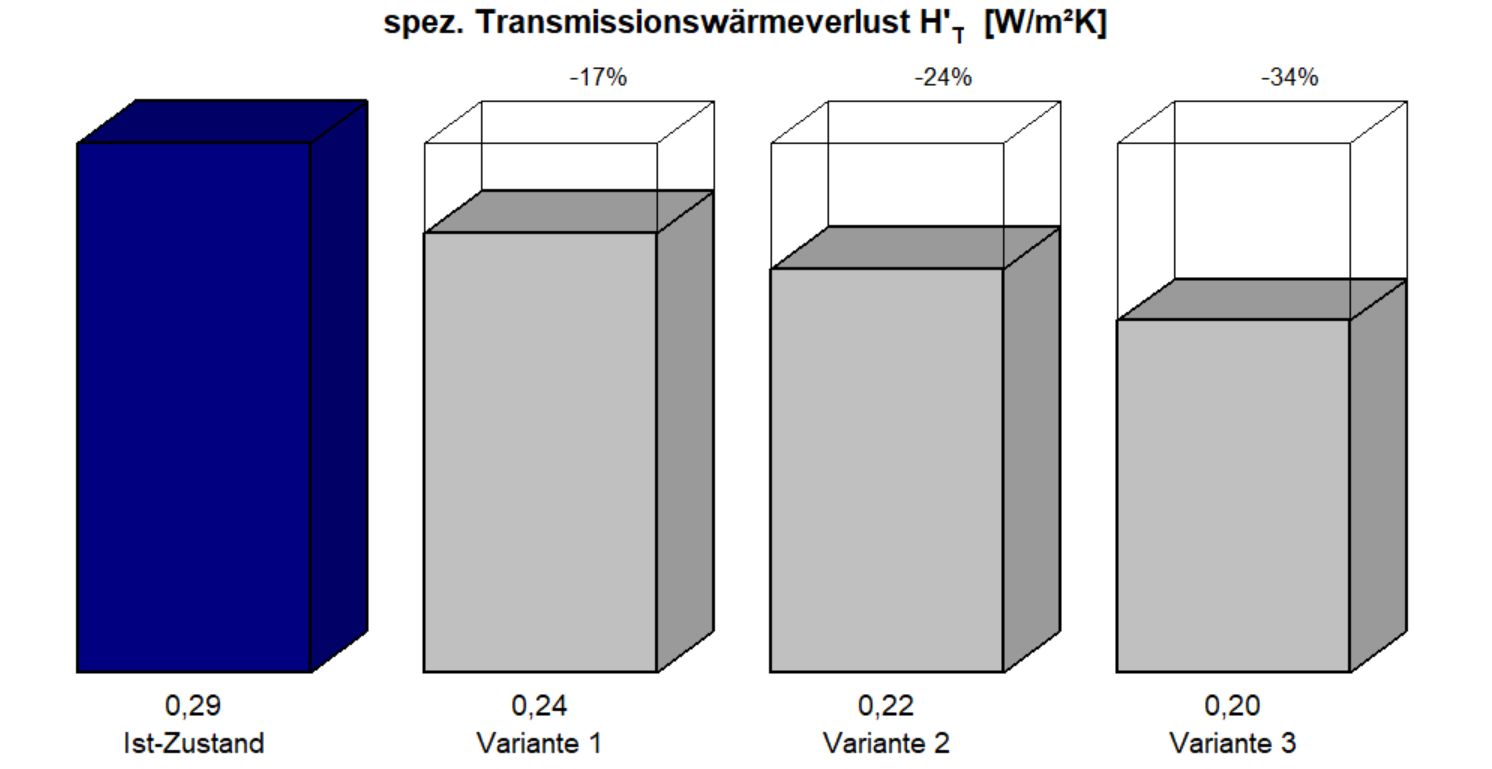 spez. Transmissionswärmeverlust H'T [W/m²K]
-17% -24% -34%
0,29 0,24 0,22 0,20
Ist-Zustand Variante 1 Variante 2 Variante 3